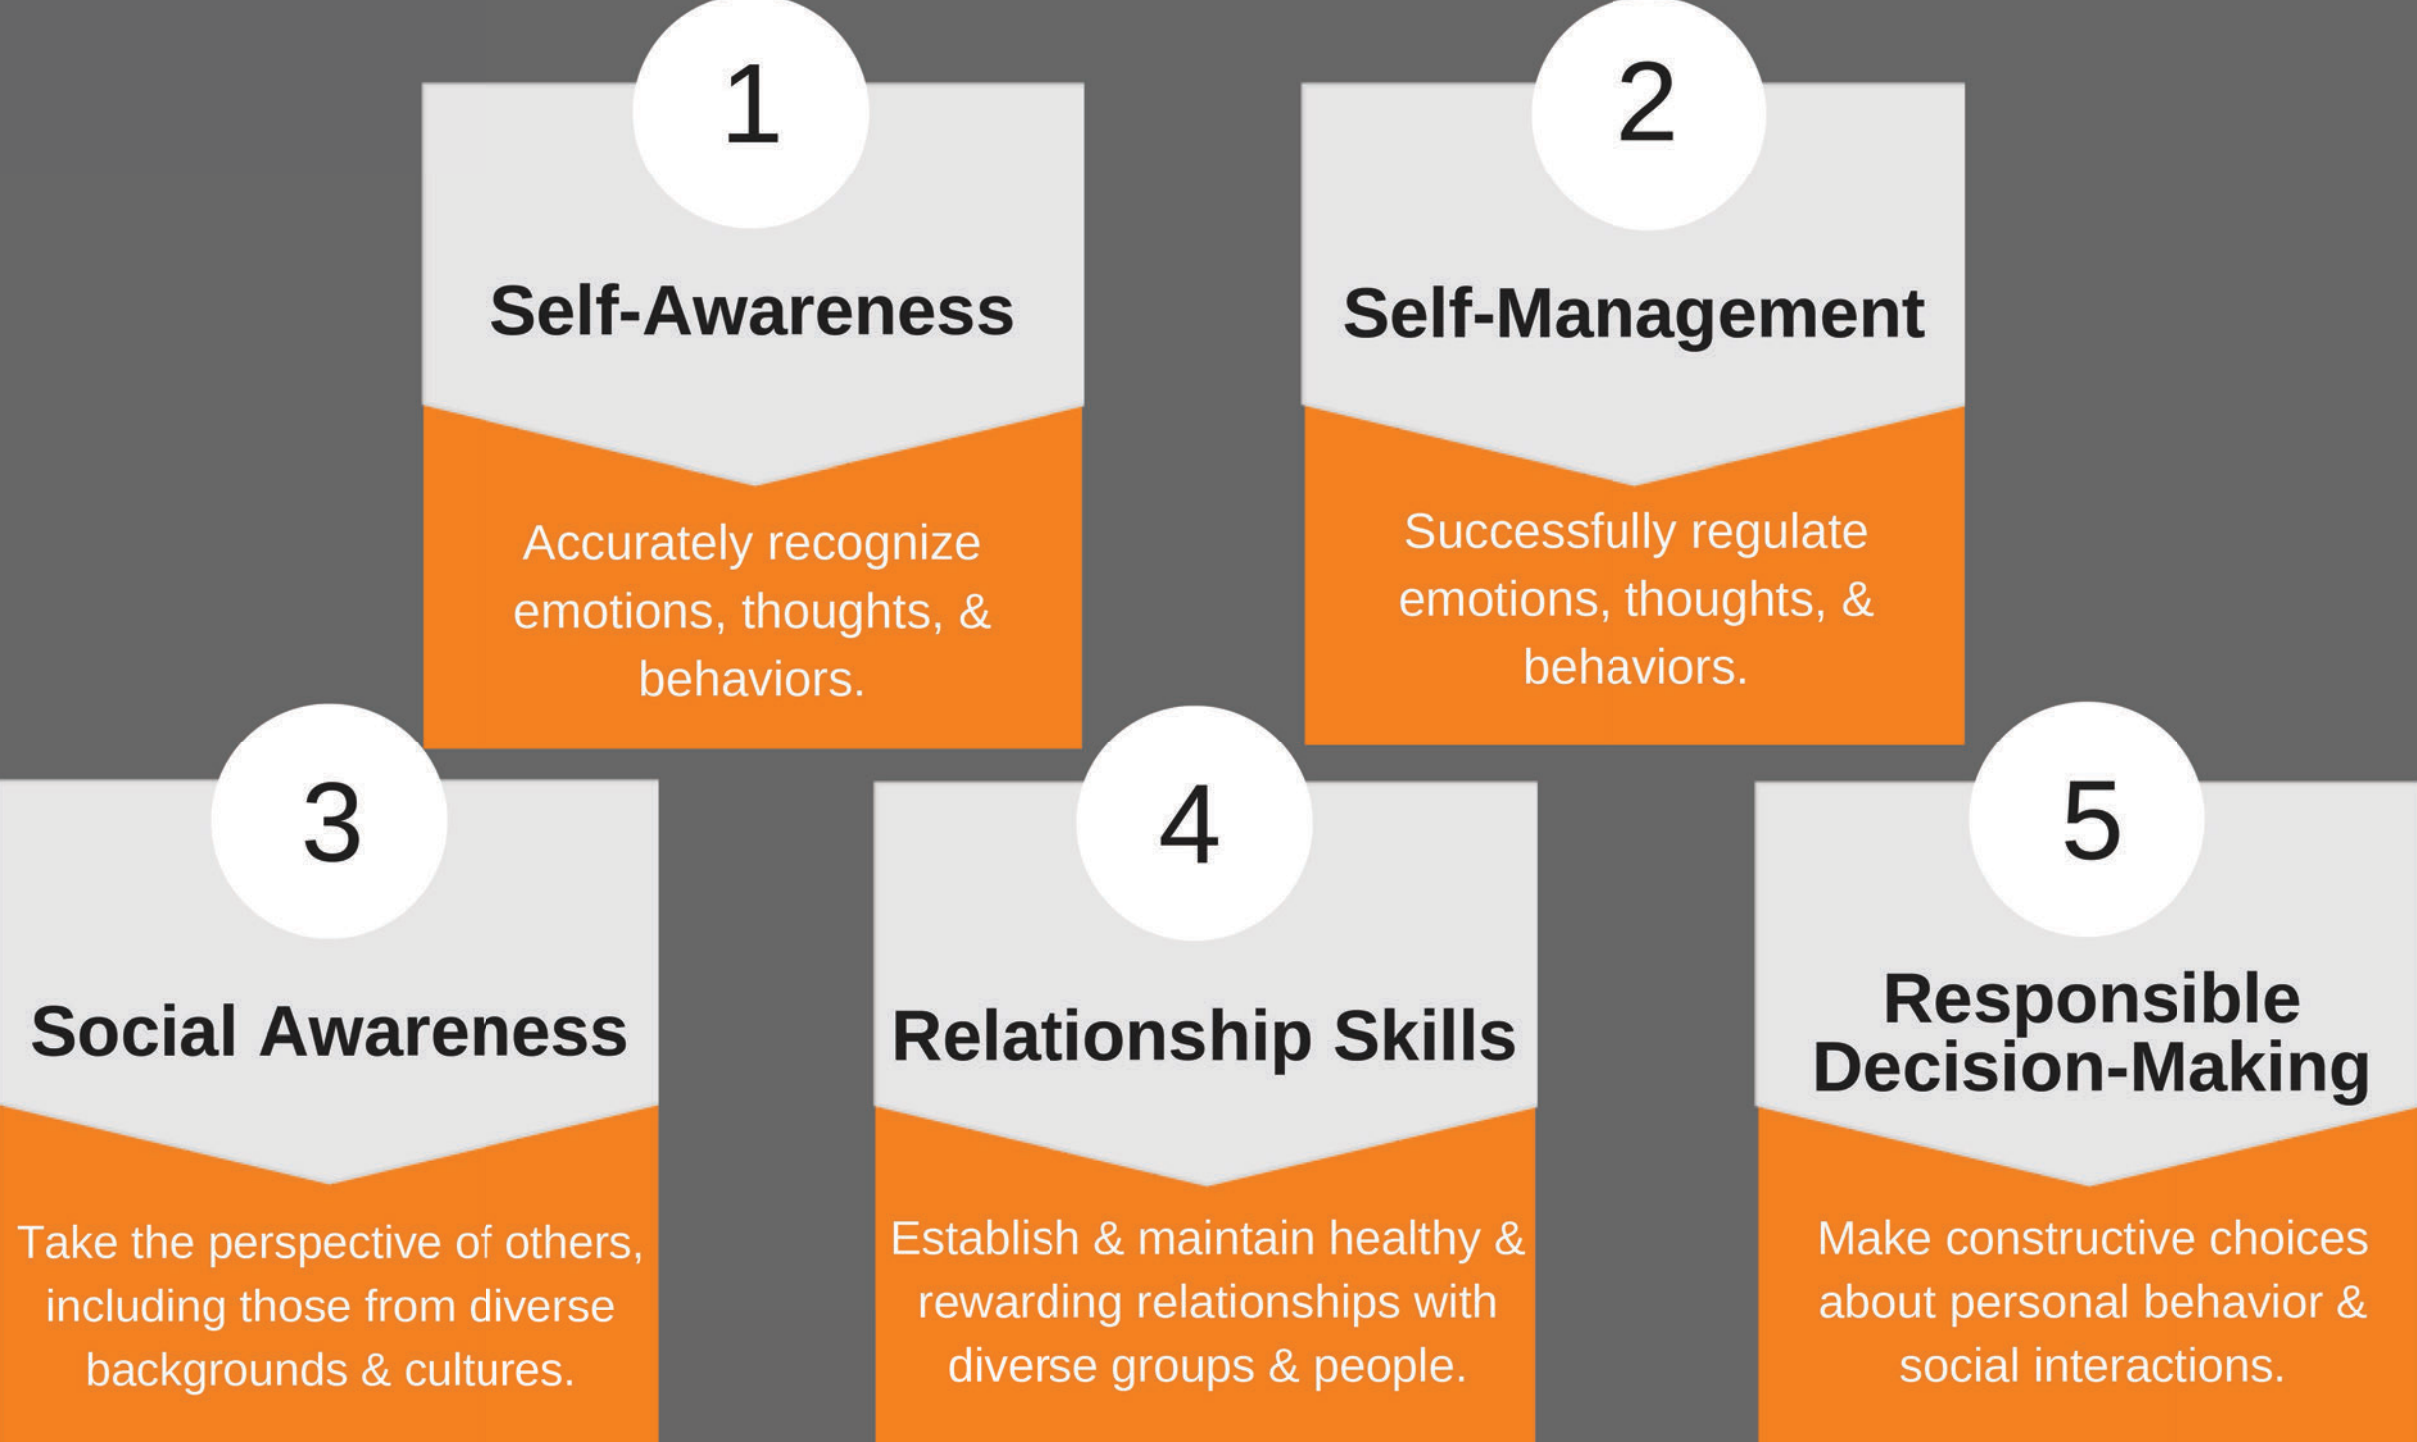 1
Self-Awareness
Accurately recognize
emotions, thoughts, &
behaviors.
2
Self-Management
Successfully regulate
emotions, thoughts, &
behaviors.
3
Social Awareness
Take the perspective of others,
including those from diverse
backgrounds & cultures.
4
Relationship Skills
Establish & maintain healthy &
rewarding relationships with
diverse groups & people.
5
Responsible
Decision-Making
Make constructive choices
about personal behavior &
social interactions.